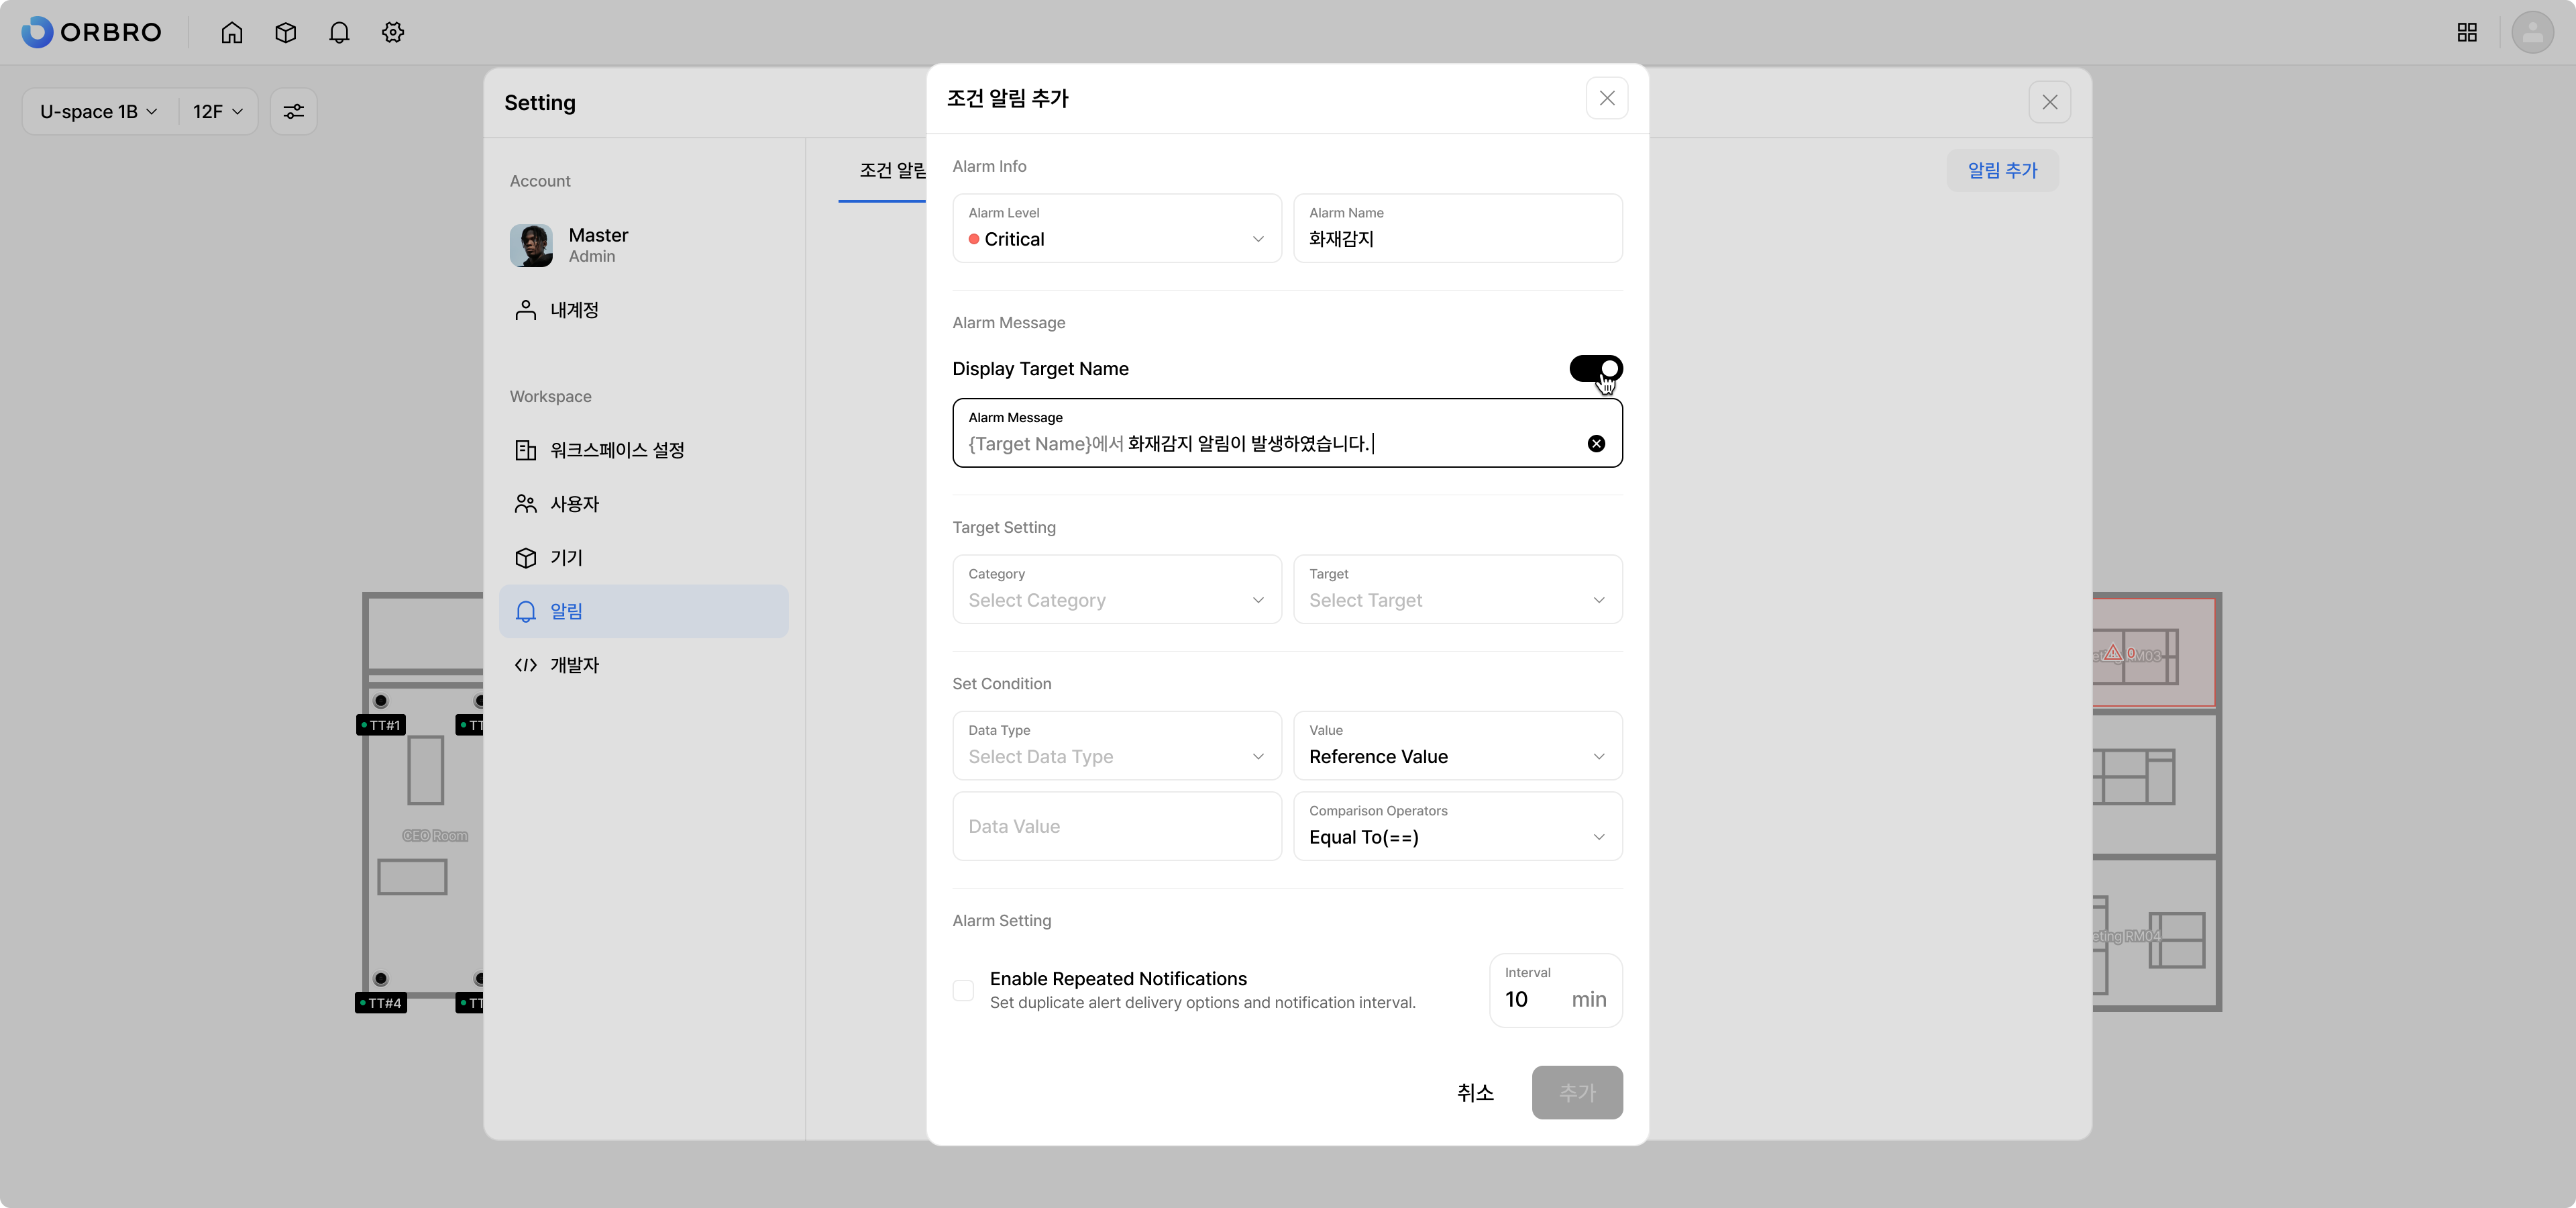 ORBRO
U-space 1B
12F
Setting
Account
Master
Admin
내계정
Workspace
워크스페이스 설정
사용자
기기
알림
개발자
조건 알림
알림 추가
조건 알림 추가
Alarm Info
Alarm Level
Critical
Alarm Name
화재감지
Alarm Message
Display Target Name
Alarm Message
{Target Name}에서 화재감지 알림이 발생하였습니다.
Target Setting
Category
Select Category
Target
Select Target
Set Condition
Data Type
Select Data Type
Value
Reference Value
Data Value
Comparison Operators
Equal To(==)
Alarm Setting
Enable Repeated Notifications
Set duplicate alert delivery options and notification interval.
Interval
10 min
취소
추가
TT#1
TT
CEO Room
TT#4
TT
0
RM03
RM04